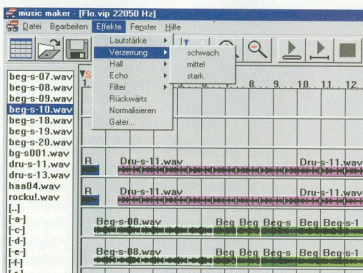 music maker - [Flo.vip 22050 Hz]
Datei Bearbeiten Effekte Fenster Hilfe
Lautstärke
Verzerrung
Hall
Echo
Filter
Rückwärts
Normalisieren
Gater...
schwach
mittel
stark
8. 9. 10. 11. 12.
beg-s-07.wav
beg-s-08.wav
beg-s-09.wav
beg-s-10.wav
beg-s-18.wav
beg-s-19.wav
beg-s-20.wav
bg-s001.wav
dru-s-11.wav
dru-s-13.wav
haa04.wav
rocku!.wav
[..]
[-a-]
[-c-]
[-d-]
[-e-]
[-f-]
R Dru-s-11.wav Dru-s-11.wav
R Dru-s-11.wav Dru-s-11.wav
Beg-s-08.wav Beg Beg Beg-s Beg Beg-s-1
Beg-s-08.wav Beg Beg Beg-s Beg Beg-s-1